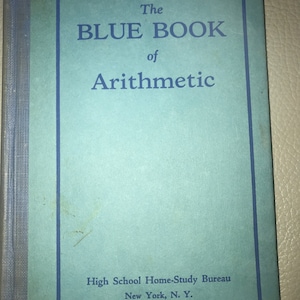 The
BLUE BOOK
of
Arithmetic
High School Home-Study Bureau
New York, N. Y.